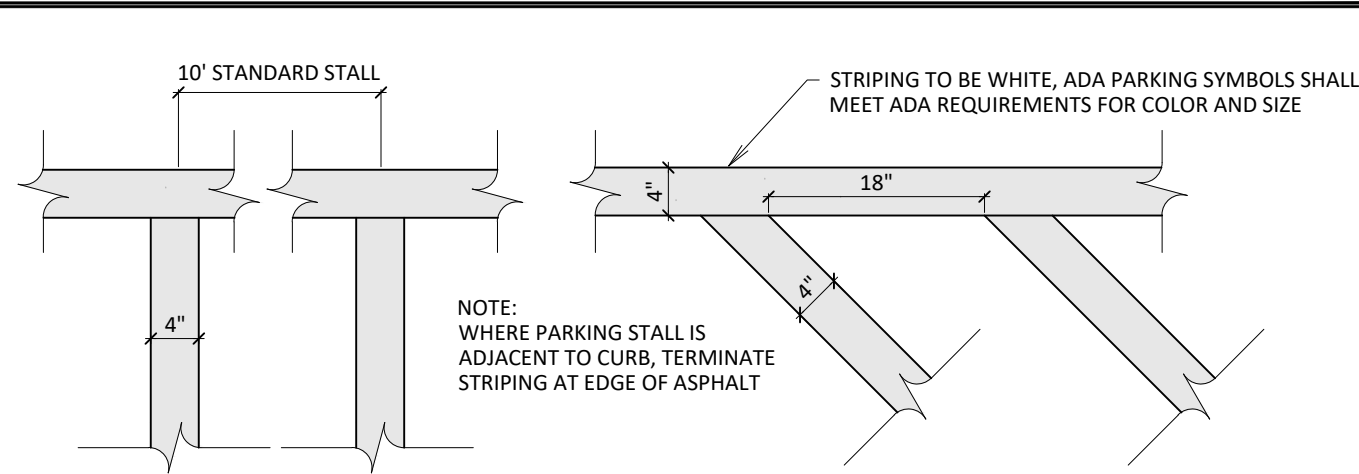 10' STANDARD STALL
STRIPING TO BE WHITE, ADA PARKING SYMBOLS SHALL
MEET ADA REQUIREMENTS FOR COLOR AND SIZE
4"
18"
4"
4"
NOTE:
WHERE PARKING STALL IS
ADJACENT TO CURB, TERMINATE
STRIPING AT EDGE OF ASPHALT